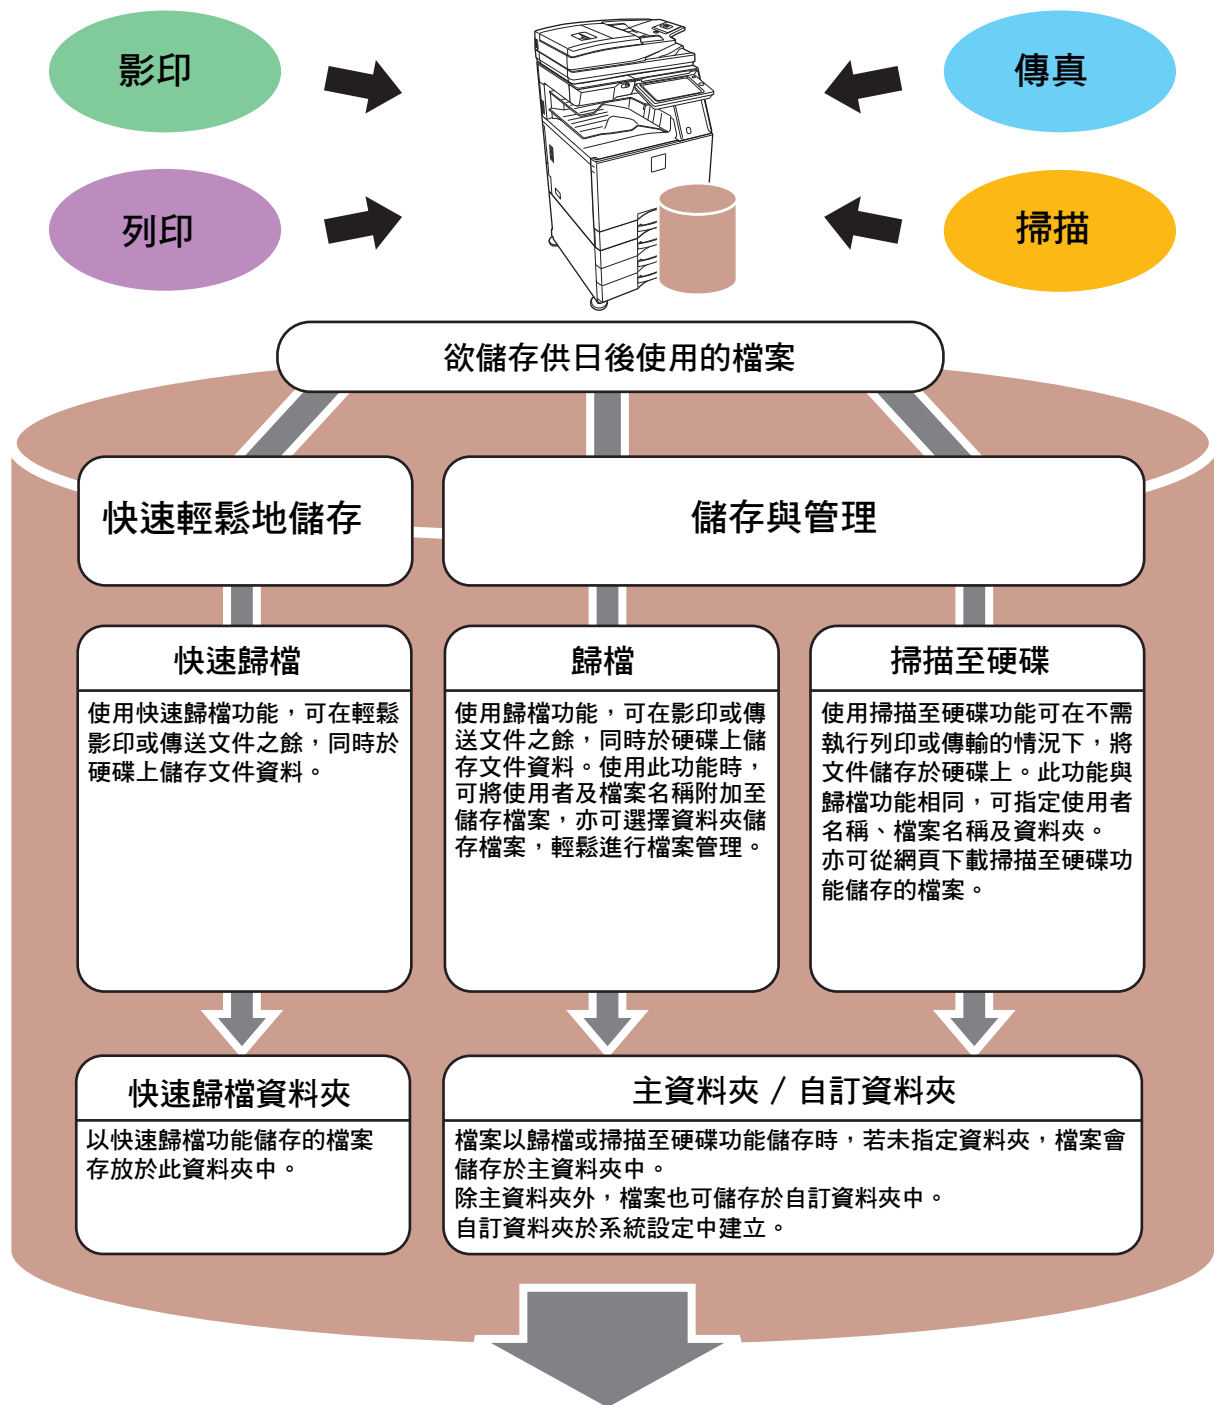 影印
傳真
列印
掃描
欲儲存供日後使用的檔案
快速輕鬆地儲存
儲存與管理
快速歸檔
使用快速歸檔功能，可在輕鬆
影印或傳送文件之餘，同時於
硬碟上儲存文件資料。
歸檔
使用歸檔功能，可在影印或傳
送文件之餘，同時於硬碟上儲
存文件資料。使用此功能時，
可將使用者及檔案名稱附加至
儲存檔案，亦可選擇資料夾儲
存檔案，輕鬆進行檔案管理。
掃描至硬碟
使用掃描至硬碟功能可在不需
執行列印或傳輸的情況下，將
文件儲存於硬碟上。此功能與
歸檔功能相同，可指定使用者
名稱、檔案名稱及資料夾。
亦可從網頁下載掃描至硬碟功
能儲存的檔案。
快速歸檔資料夾
以快速歸檔功能儲存的檔案
存放於此資料夾中。
主資料夾 / 自訂資料夾
檔案以歸檔或掃描至硬碟功能儲存時，若未指定資料夾，檔案會
儲存於主資料夾中。
除主資料夾外，檔案也可儲存於自訂資料夾中。
自訂資料夾於系統設定中建立。